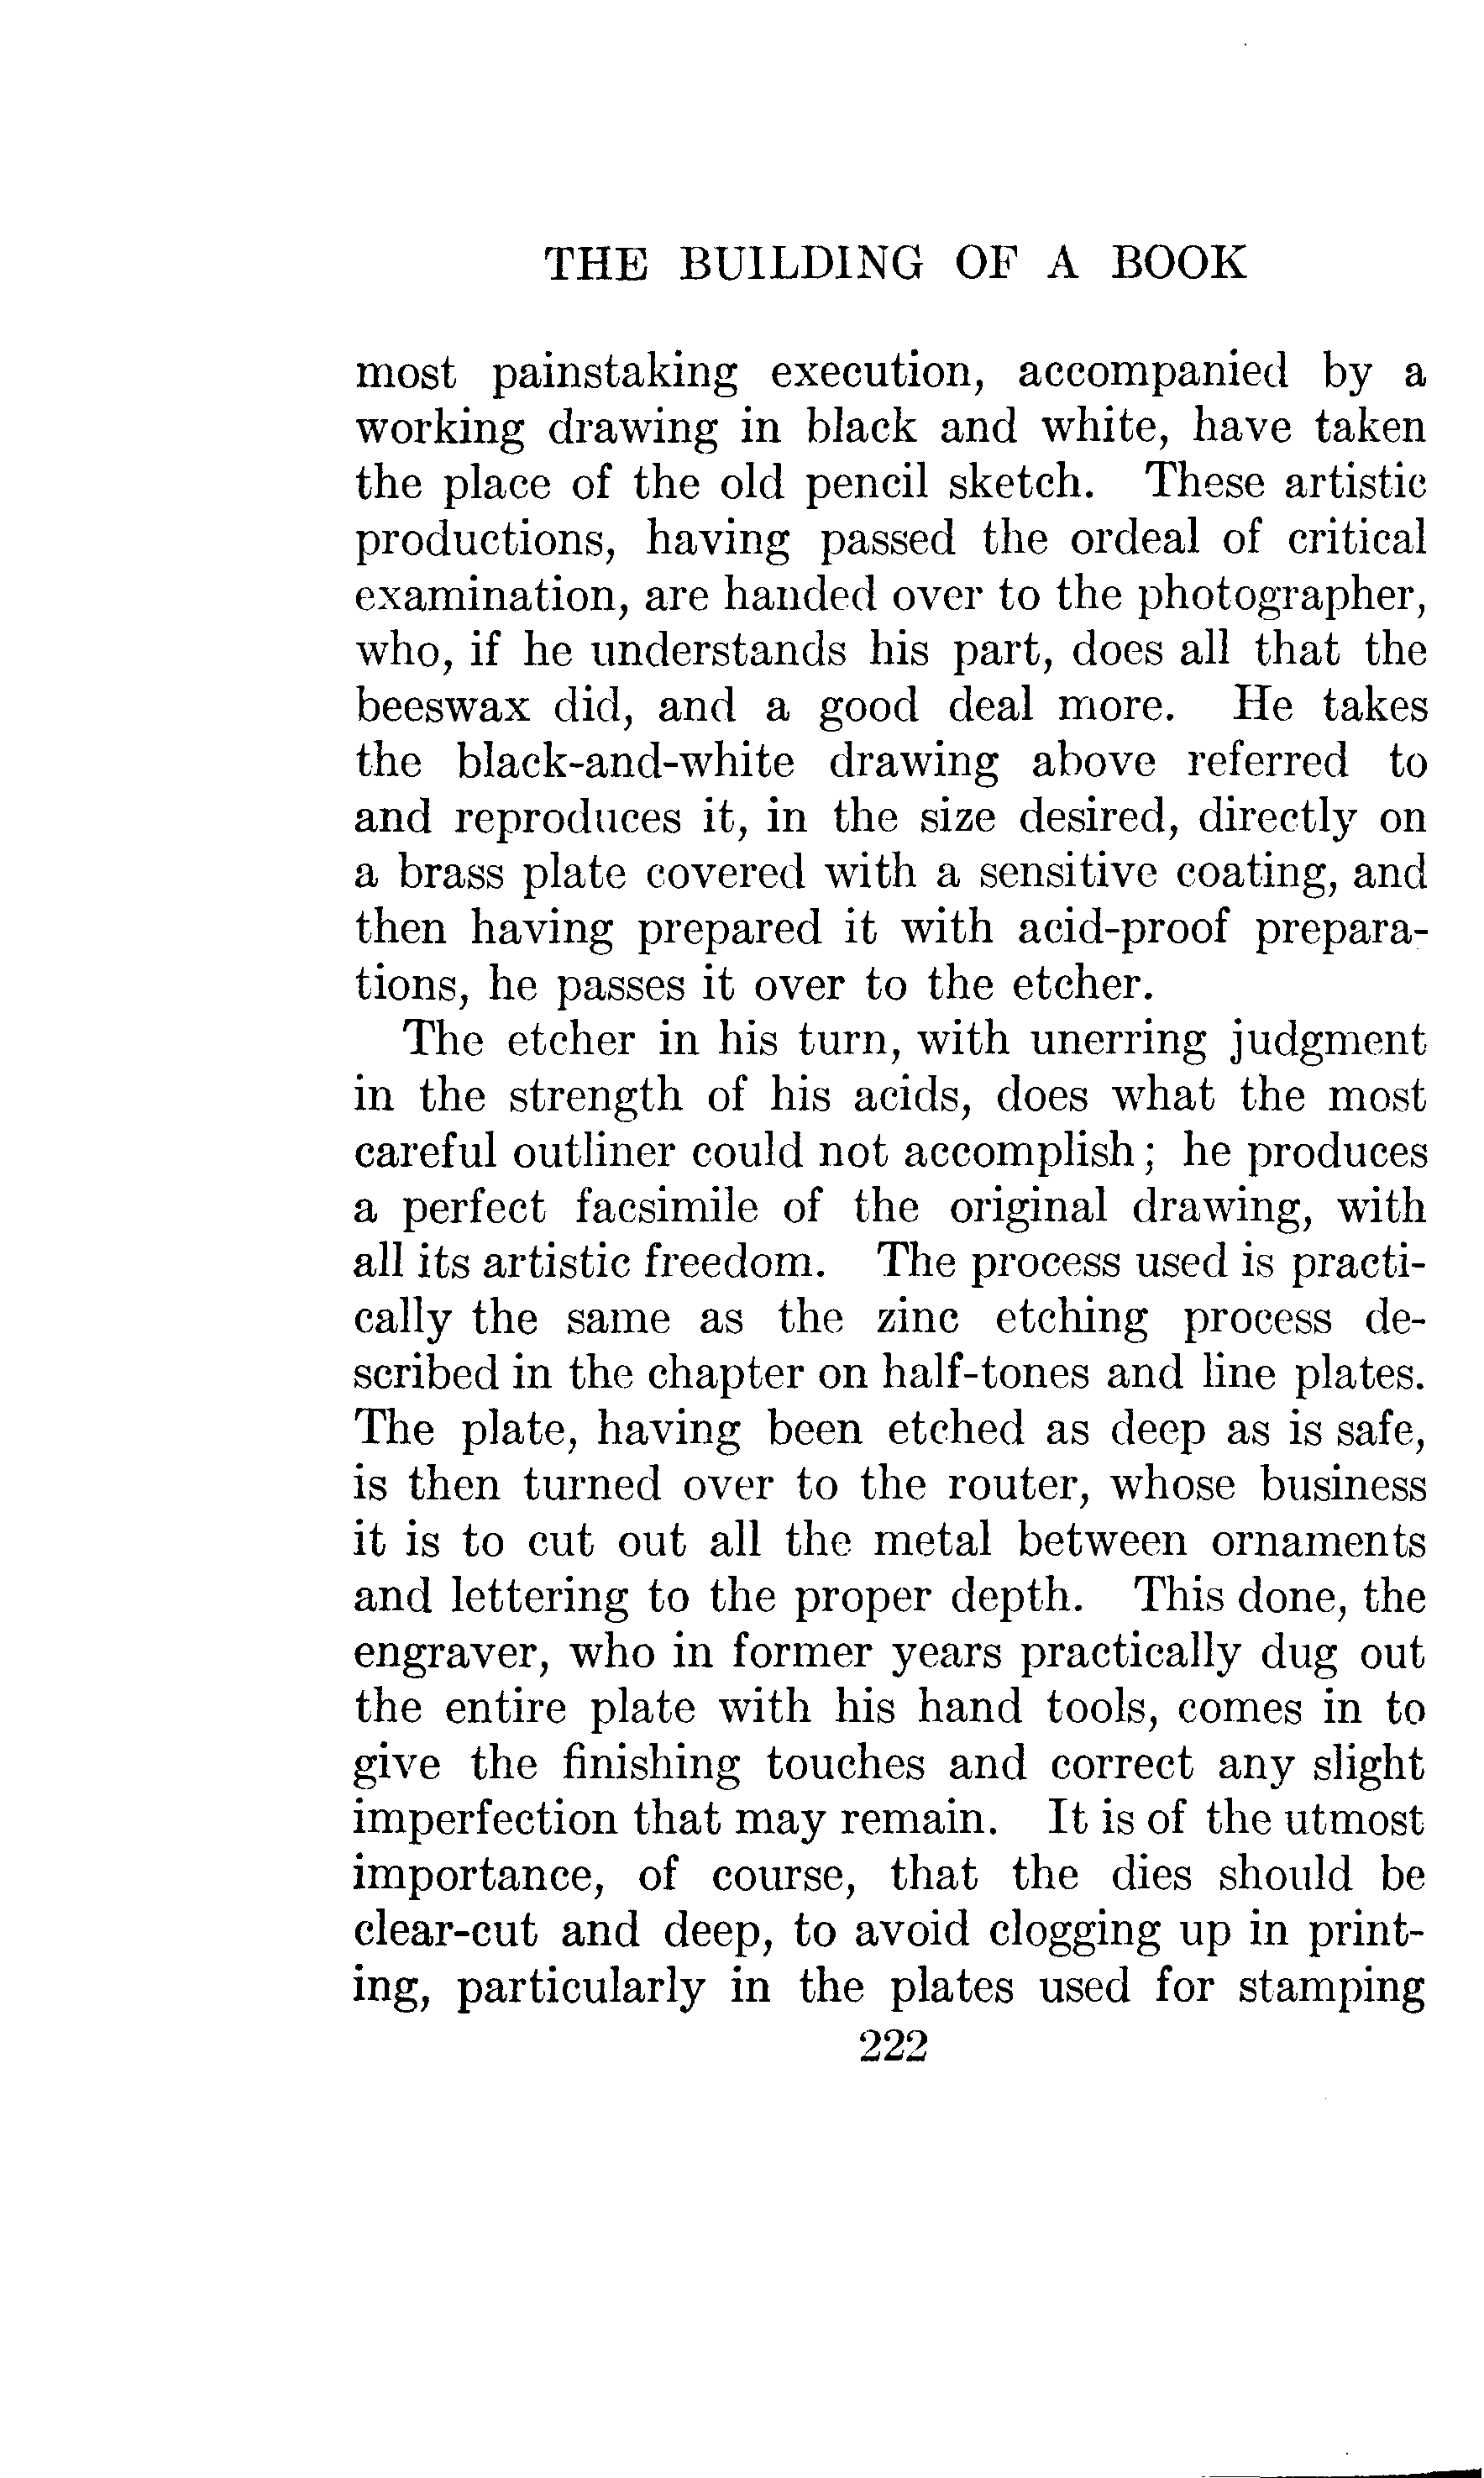 THE BUILDING OF A BOOK
most painstaking execution, accompanied by a
working drawing in black and white, have taken
the place of the old pencil sketch. These artistic
productions, having passed the ordeal of critical
examination, are handed over to the photographer,
who, if he understands his part, does all that the
beeswax did, and a good deal more. He takes
the black-and-white drawing above referred to
and reproduces it, in the size desired, directly on
a brass plate covered with a sensitive coating, and
then having prepared it with acid-proof prepara-
tions, he passes it over to the etcher.
The etcher in his turn, with unerring judgment
in the strength of his acids, does what the most
careful outliner could not accomplish; he produces
a perfect facsimile of the original drawing, with
all its artistic freedom. The process used is practi-
cally the same as the zinc etching process de-
scribed in the chapter on half-tones and line plates.
The plate, having been etched as deep as is safe,
is then turned over to the router, whose business
it is to cut out all the metal between ornaments
and lettering to the proper depth. This done, the
engraver, who in former years practically dug out
the entire plate with his hand tools, comes in to
give the finishing touches and correct any slight
imperfection that may remain. It is of the utmost
importance, of course, that the dies should be
clear-cut and deep, to avoid clogging up in print-
ing, particularly in the plates used for stamping
222